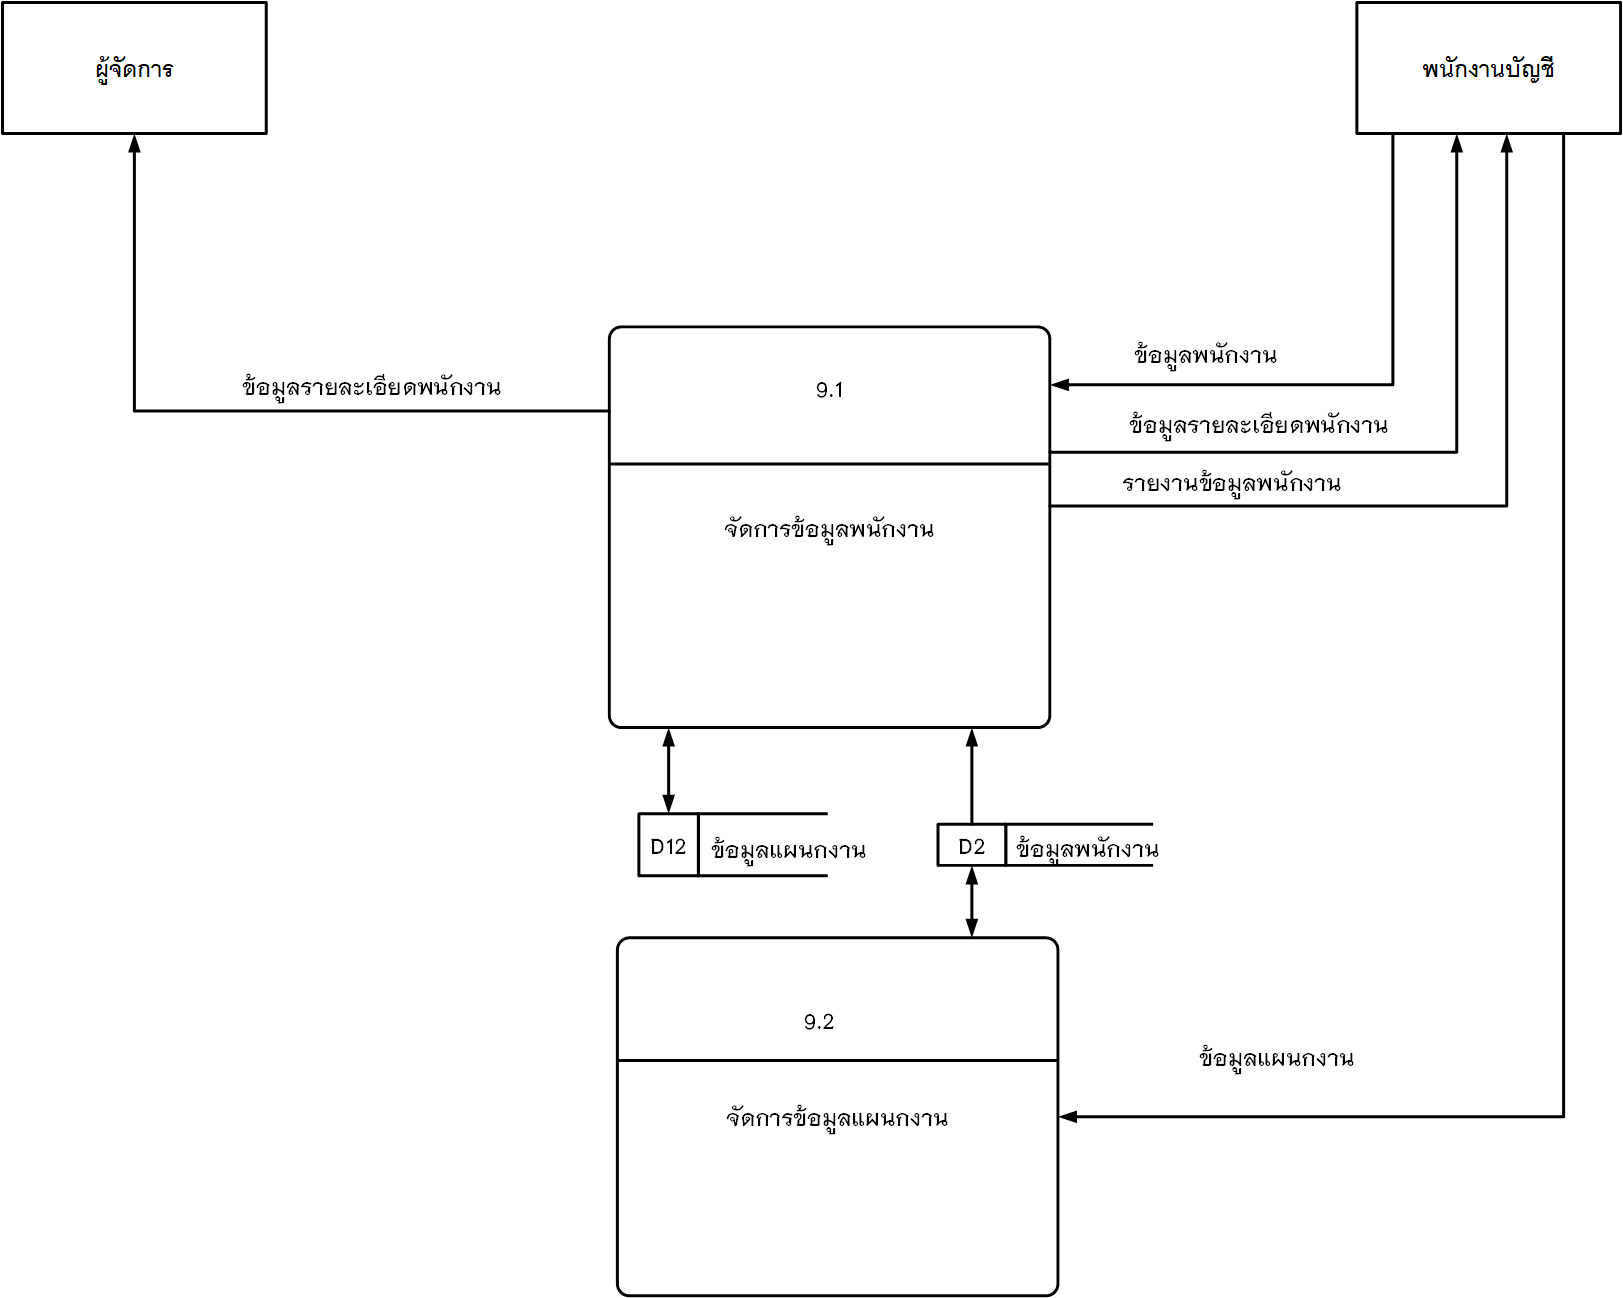 ผู้จัดการ
พนักงานบัญชี
ข้อมูลพนักงาน
ข้อมูลรายละเอียดพนักงาน
9.1
ข้อมูลรายละเอียดพนักงาน
รายงานข้อมูลพนักงาน
จัดการข้อมูลพนักงาน
D12
ข้อมูลแผนกงาน
D2
ข้อมูลพนักงาน
9.2
ข้อมูลแผนกงาน
จัดการข้อมูลแผนกงาน